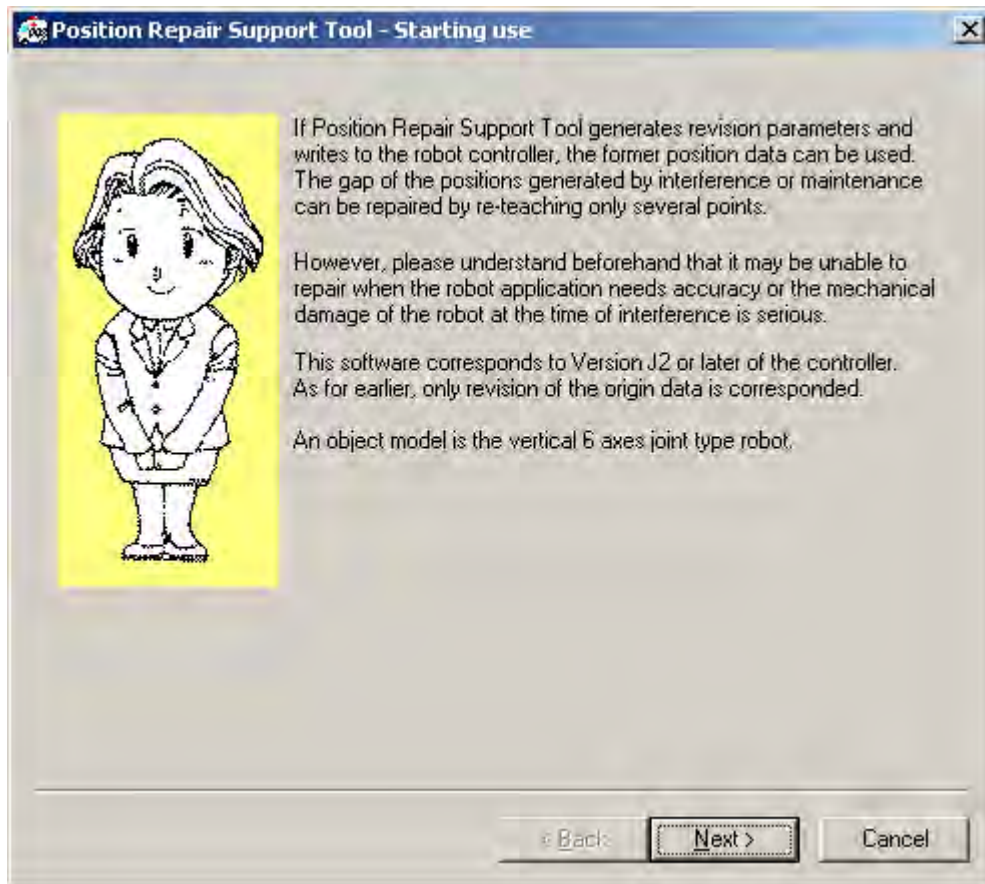 Position Repair Support Tool - Starting use
If Position Repair Support Tool generates revision parameters and
writes to the robot controller, the former position data can be used.
The gap of the positions generated by interference or maintenance
can be repaired by re-teaching only several points.
However, please understand beforehand that it may be unable to
repair when the robot application needs accuracy or the mechanical
damage of the robot at the time of interference is serious.
This software corresponds to Version J2 or later of the controller.
As for earlier, only revision of the origin data is corresponded.
An object model is the vertical 6 axes joint type robot.
< Back Next > Cancel